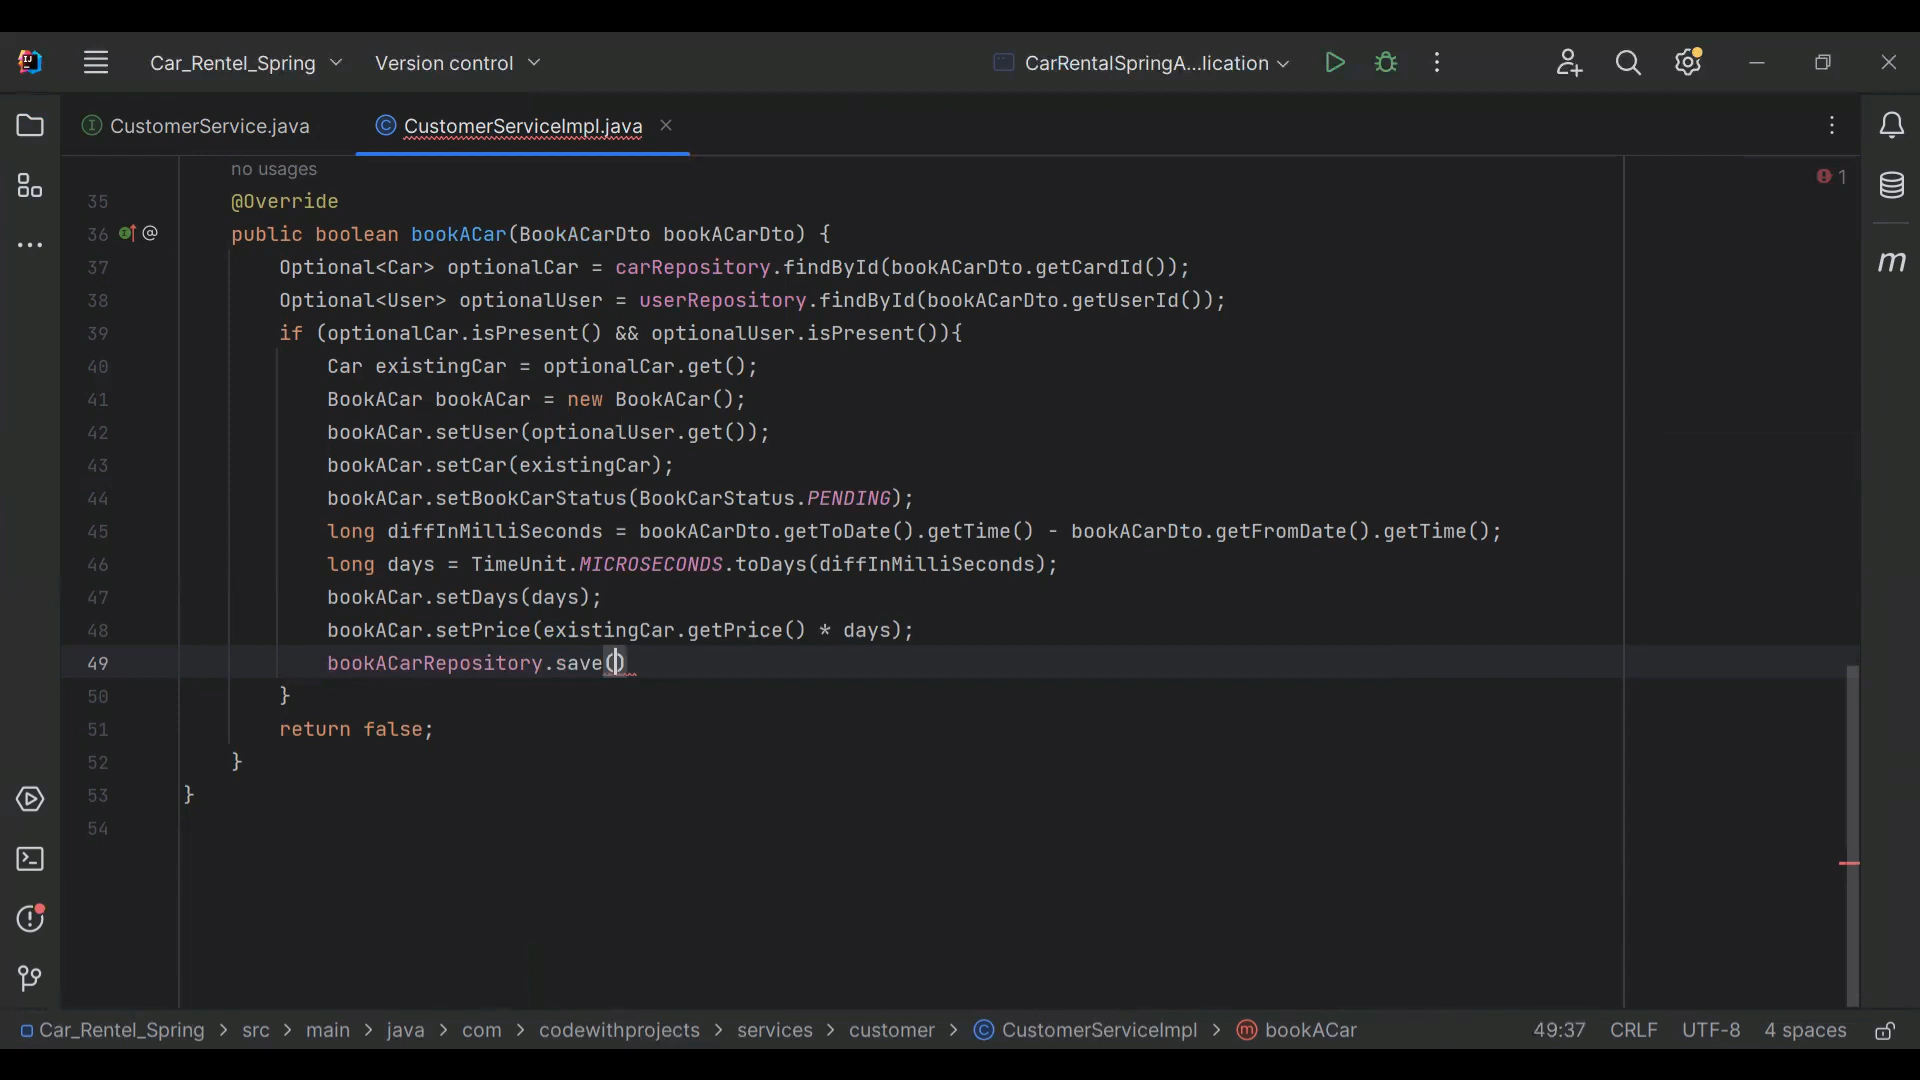 Car_Rentel_Spring Version control CarRentalSpringA...lication
CustomerService.java CustomerServiceImpl.java
no usages
1
35 @Override
36 @ public boolean bookACar(BookACarDto bookACarDto) {
37 Optional<Car> optionalCar = carRepository.findById(bookACarDto.getCardId());
38 Optional<User> optionalUser = userRepository.findById(bookACarDto.getUserId());
39 if (optionalCar.isPresent() && optionalUser.isPresent()){
40 Car existingCar = optionalCar.get();
41 BookACar bookACar = new BookACar();
42 bookACar.setUser(optionalUser.get());
43 bookACar.setCar(existingCar);
44 bookACar.setBookCarStatus(BookCarStatus.PENDING);
45 long diffInMilliSeconds = bookACarDto.getToDate().getTime() - bookACarDto.getFromDate().getTime();
46 long days = TimeUnit.MICROSECONDS.toDays(diffInMilliSeconds);
47 bookACar.setDays(days);
48 bookACar.setPrice(existingCar.getPrice() * days);
49 bookACarRepository.save()
50 }
51 return false;
52 }
53 }
54
Car_Rentel_Spring > src > main > java > com > codewithprojects > services > customer > CustomerServiceImpl > bookACar 49:37 CRLF UTF-8 4 spaces